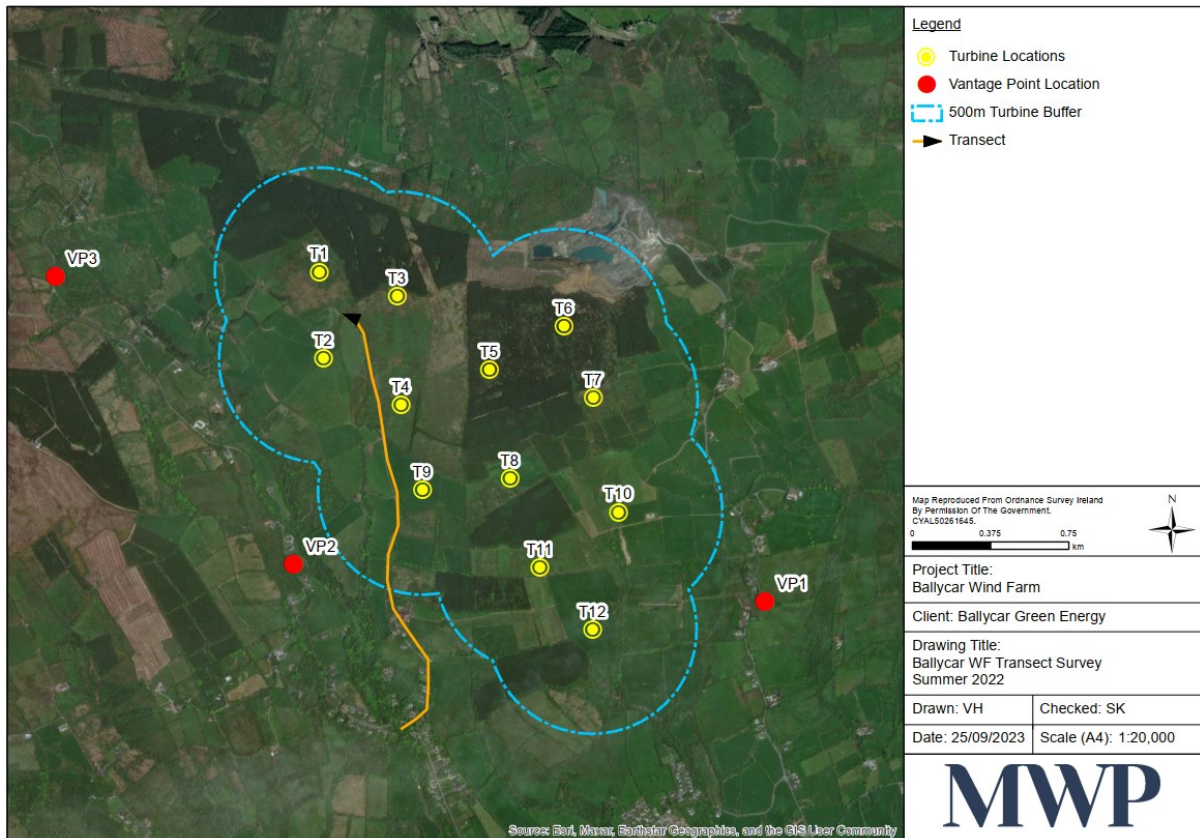 VP3
T1
T3
T2
T6
T5
T4
T7
T9
T8
T10
VP2
T11
VP1
T12
Source: Esri, Maxar, Earthstar Geographics, and the GIS User Community
Legend
Turbine Locations
Vantage Point Location
500m Turbine Buffer
Transect
Map Reproduced From Ordnance Survey Ireland
By Permission Of The Government.
CYAL50261645.
N
0 0.375 0.75
km
Project Title:
Ballycar Wind Farm
Client: Ballycar Green Energy
Drawing Title:
Ballycar WF Transect Survey
Summer 2022
Drawn: VH Checked: SK
Date: 25/09/2023 Scale (A4): 1:20,000
MWP